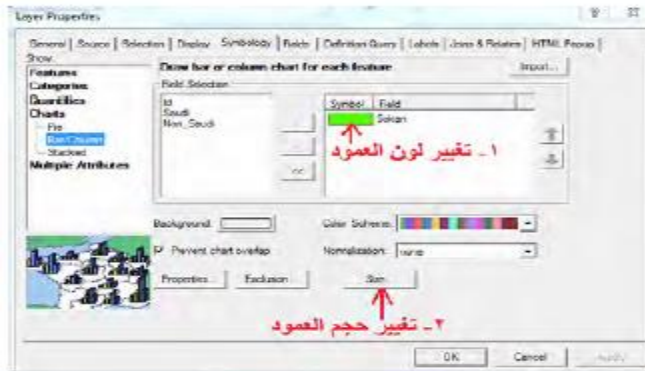 Layer Properties
General | Source | Selection | Display | Symbology | Fields | Definition Query | Labels | Joins & Relates | HTML Popup
Show:
Features
Categories
Quantities
Charts
Pie
Bar/Column
Stacked
Multiple Attributes
Draw bar or column chart for each feature
Import...
Field Selection
Id
Saudi
Non_Saudi
<<
Symbol Field
Sokan
١ـ تغيير لون العمود
Background:
Color Scheme:
Prevent chart overlap
Normalization: none
Properties... Exclusion... Size...
٢ـ تغيير حجم العمود
OK Cancel Apply